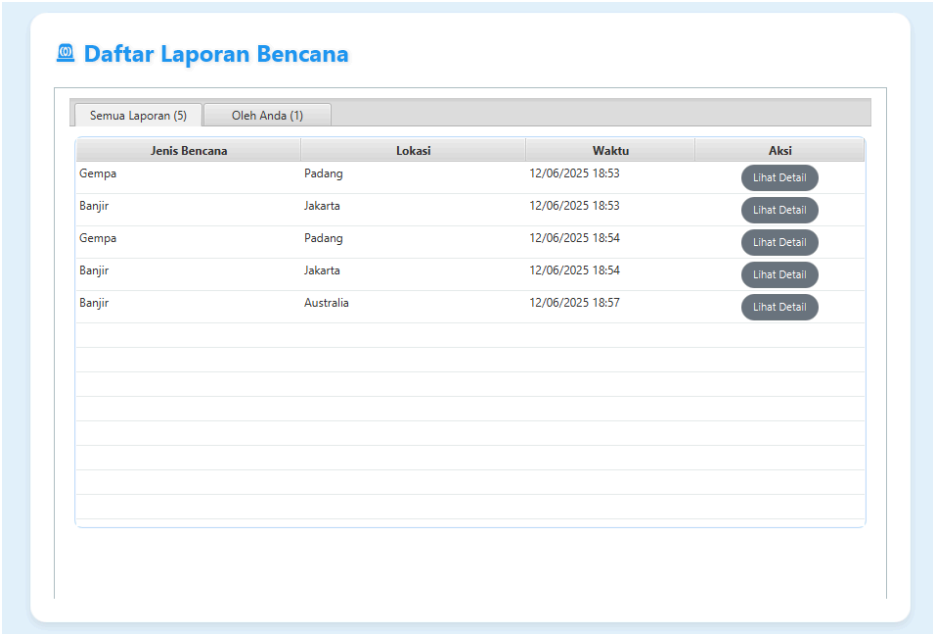 Daftar Laporan Bencana
Semua Laporan (5) Oleh Anda (1)
Jenis Bencana Lokasi Waktu Aksi
Gempa Padang 12/06/2025 18:53 Lihat Detail
Banjir Jakarta 12/06/2025 18:53 Lihat Detail
Gempa Padang 12/06/2025 18:54 Lihat Detail
Banjir Jakarta 12/06/2025 18:54 Lihat Detail
Banjir Australia 12/06/2025 18:57 Lihat Detail